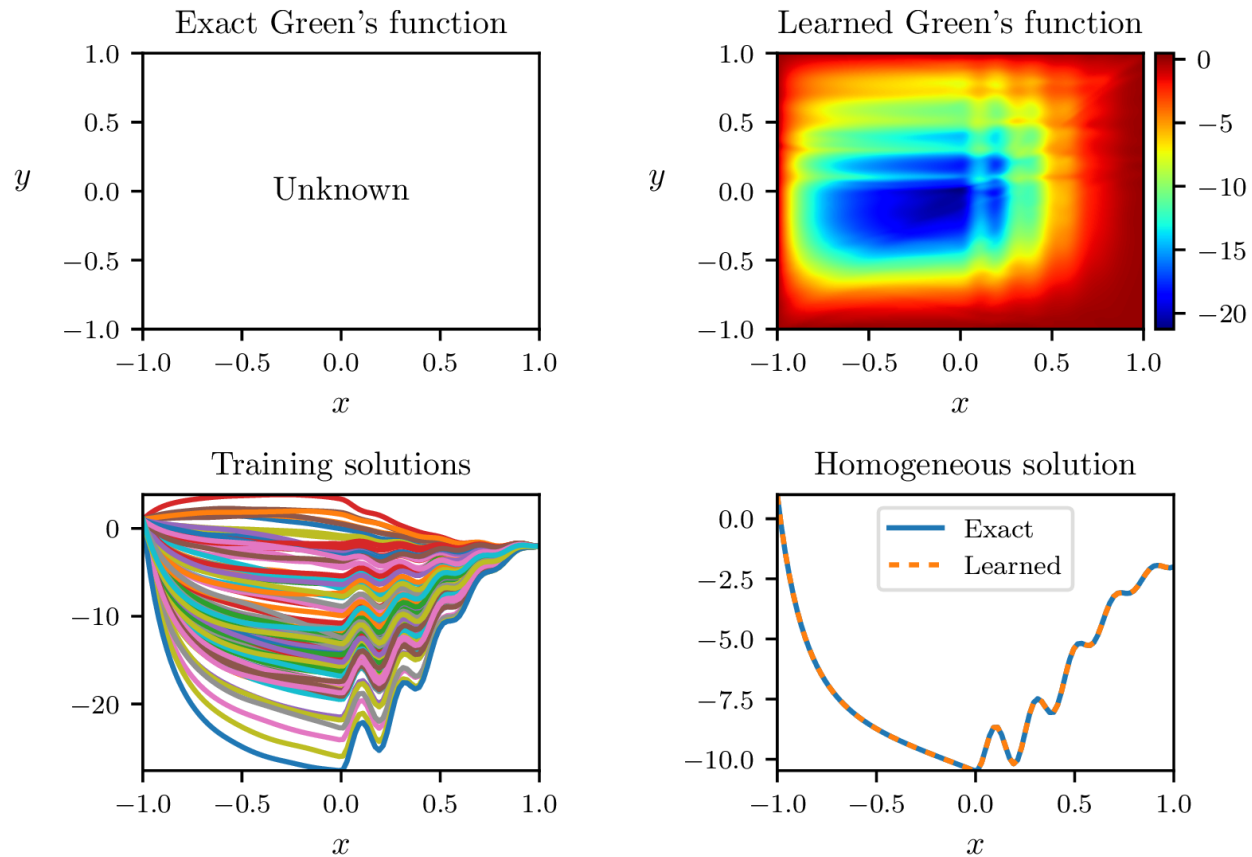 Exact Green's function
Learned Green's function
1.0
0.5
0.0
−0.5
−1.0
y
Unknown
−1.0 −0.5 0.0 0.5 1.0
x
1.0
0.5
0.0
−0.5
−1.0
y
−1.0 −0.5 0.0 0.5 1.0
x
0
−5
−10
−15
−20
Training solutions
Homogeneous solution
0
−10
−20
−1.0 −0.5 0.0 0.5 1.0
x
0.0
−2.5
−5.0
−7.5
−10.0
Exact
Learned
−1.0 −0.5 0.0 0.5 1.0
x